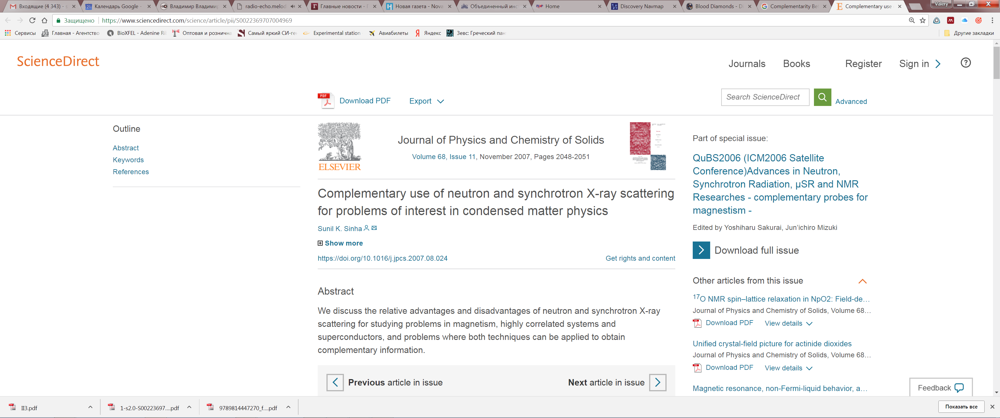 Входящие (4 343) - s
Календарь Google -
Владимир Владимир
radio-echo.melod
Главные новости - Г
Новая газета - Nova
Объединенный инс
Home
Discovery Navmap
Blood Diamonds - Di
Complementarity Be
Complementary use
Valery
Защищено
https://www.sciencedirect.com/science/article/pii/S0022369707004969
Сервисы
Главная - Агентство
BioXFEL - Adenine Ri
Оптовая и рознична
Самый яркий СИ-ге
Experimental station
Авиабилеты
Яндекс
Зевс: Греческий пан
Другие закладки
ScienceDirect
Journals
Books
Register
Sign in
Download PDF
Export
Search ScienceDirect
Advanced
Outline
Abstract
Keywords
References
ELSEVIER
Journal of Physics and Chemistry of Solids
Volume 68, Issue 11, November 2007, Pages 2048-2051
Complementary use of neutron and synchrotron X-ray scattering
for problems of interest in condensed matter physics
Sunil K. Sinha
Show more
https://doi.org/10.1016/j.jpcs.2007.08.024
Get rights and content
Abstract
We discuss the relative advantages and disadvantages of neutron and synchrotron X-ray
scattering for studying problems in magnetism, highly correlated systems and
superconductors, and problems where both techniques can be applied to obtain
complementary information.
Previous article in issue
Next article in issue
Part of special issue:
QuBS2006 (ICM2006 Satellite
Conference)Advances in Neutron,
Synchrotron Radiation, µSR and NMR
Researches - complementary probes for
magnestism -
Edited by Yoshiharu Sakurai, Jun'ichiro Mizuki
Download full issue
Other articles from this issue
17O NMR spin–lattice relaxation in NpO2: Field-de…
Journal of Physics and Chemistry of Solids, Volume 68…
Download PDF
View details
Unified crystal-field picture for actinide dioxides
Journal of Physics and Chemistry of Solids, Volume 68…
Download PDF
View details
Magnetic resonance, non-Fermi-liquid behavior, a…
Feedback
II3.pdf
1-s2.0-S00223697....pdf
9789814447270_f....pdf
Показать все